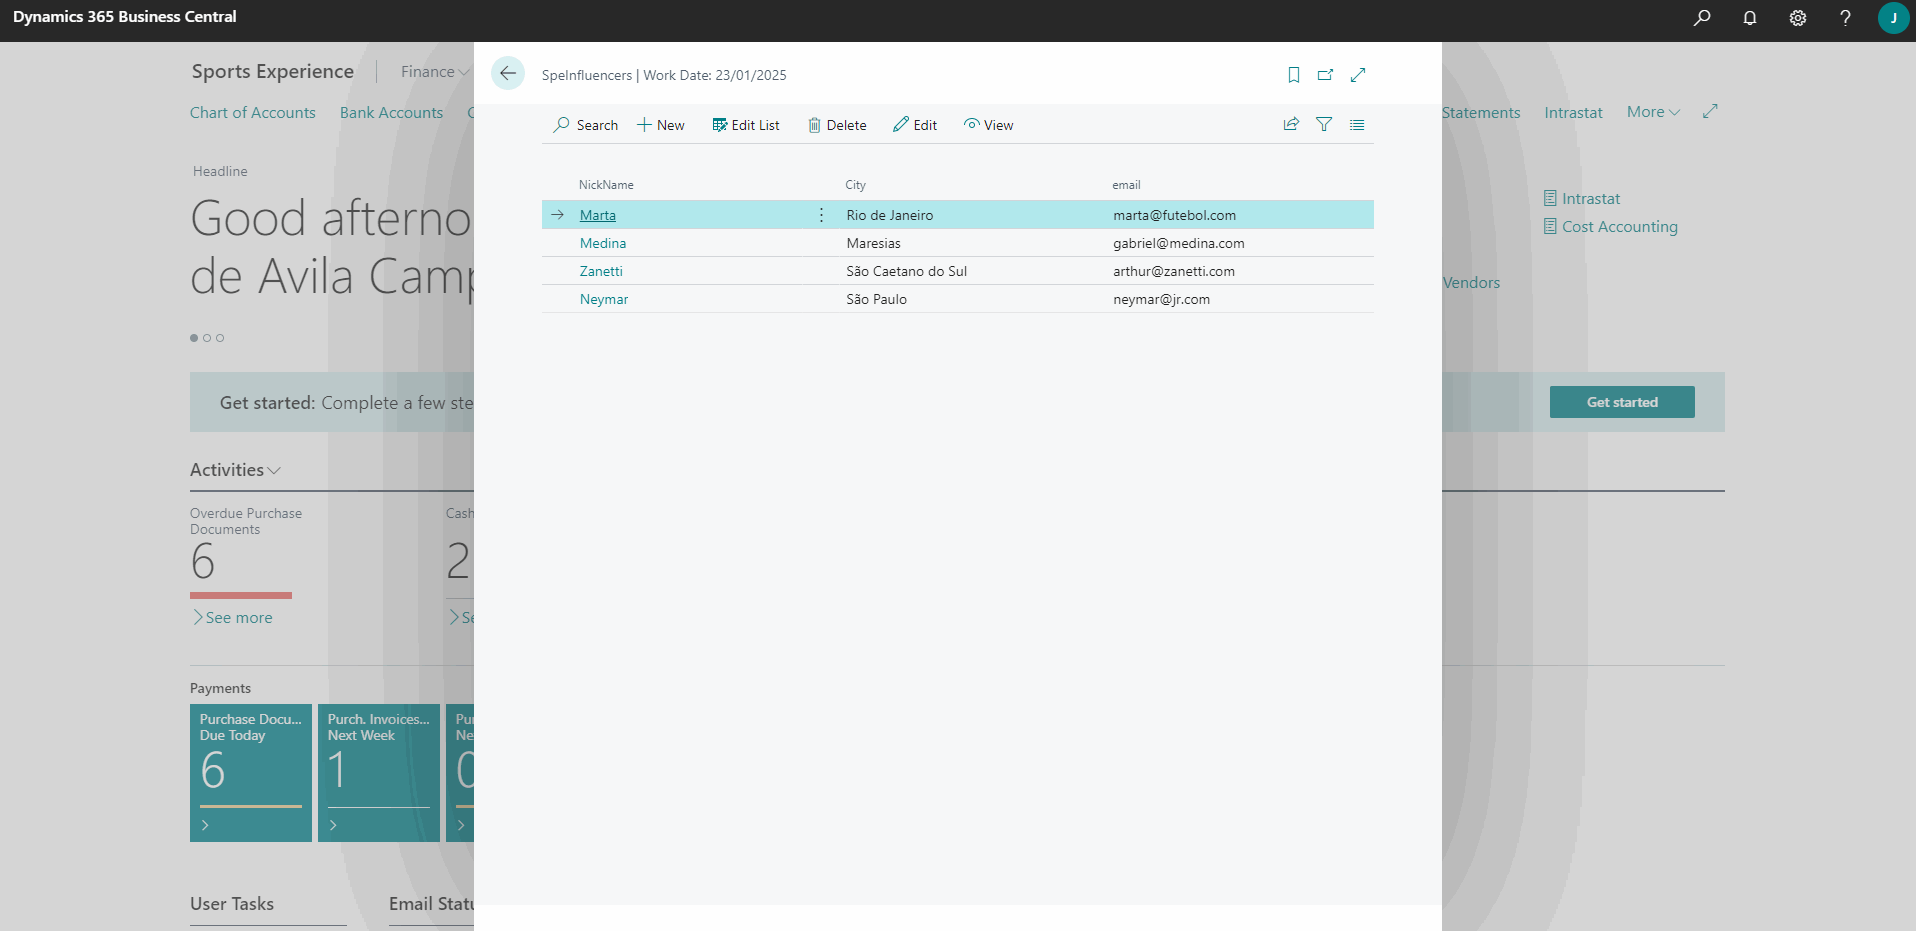 Dynamics 365 Business Central
J
Sports Experience
Finance
SpeInfluencers | Work Date: 23/01/2025
Chart of Accounts
Bank Accounts
Statements
Intrastat
More
Search
New
Edit List
Delete
Edit
View
Headline
Good afterno
de Avila Camp
NickName
City
email
Marta
Rio de Janeiro
marta@futebol.com
Medina
Maresias
gabriel@medina.com
Zanetti
São Caetano do Sul
arthur@zanetti.com
Neymar
São Paulo
neymar@jr.com
Intrastat
Cost Accounting
Vendors
Get started: Complete a few ste
Get started
Activities
Overdue Purchase
Documents
6
See more
Cash
2
Se
Payments
Purchase Docu...
Due Today
6
Purch. Invoices...
Next Week
1
Pur
Ne
0
User Tasks
Email Statu